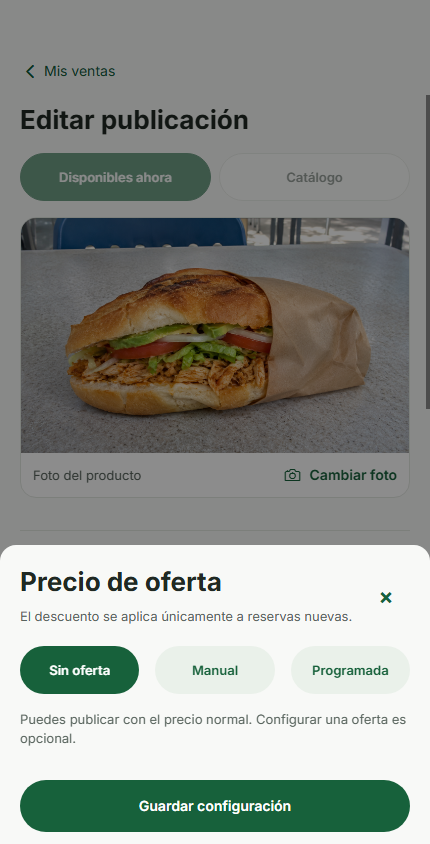 Mis ventas
Editar publicación
Disponibles ahora
Catálogo
Foto del producto
Cambiar foto
Precio de oferta
El descuento se aplica únicamente a reservas nuevas.
Sin oferta
Manual
Programada
Puedes publicar con el precio normal. Configurar una oferta es
opcional.
Guardar configuración